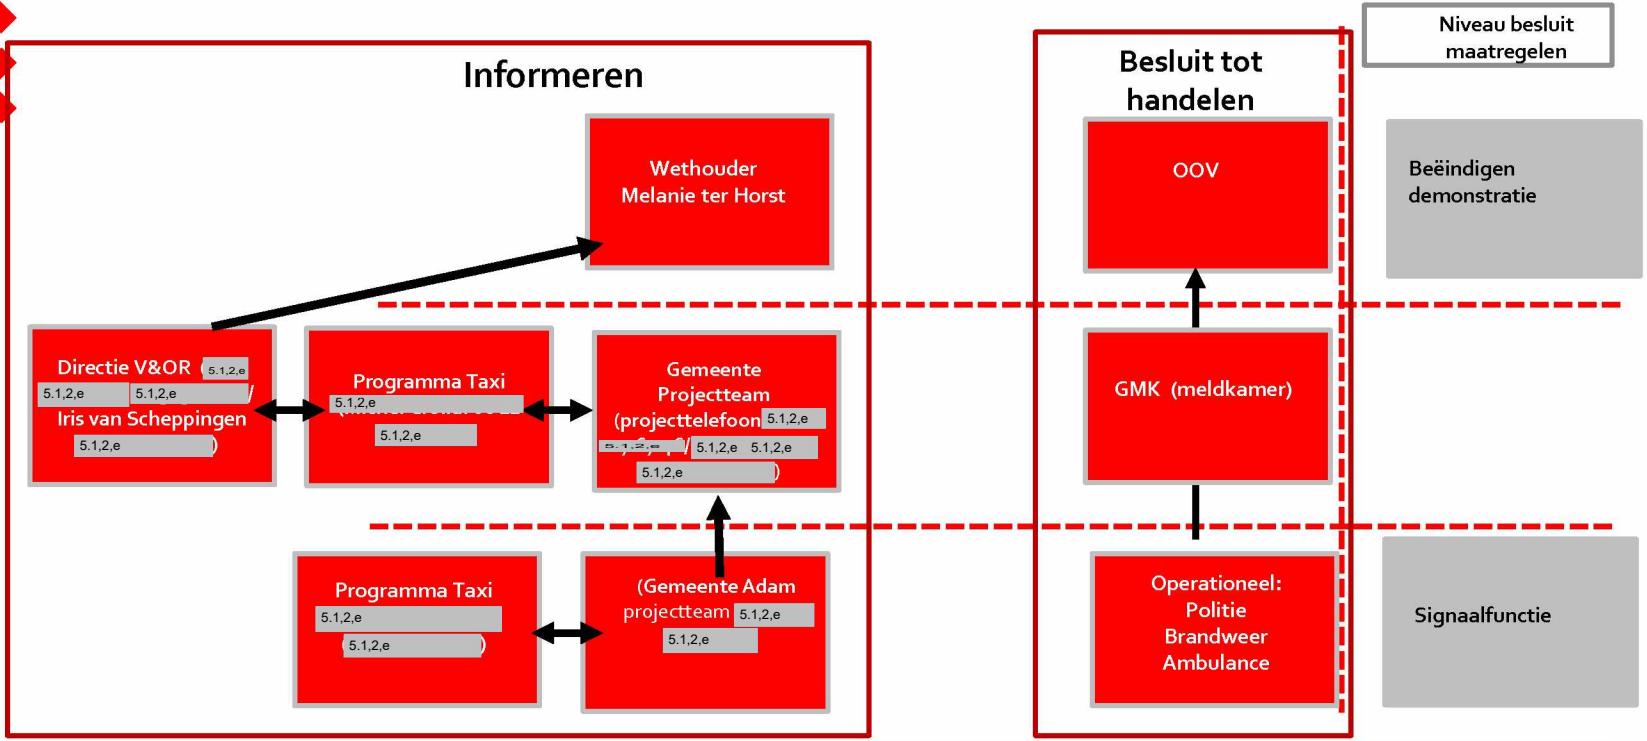 Niveau besluit
maatregelen
Informeren
Besluit tot
handelen
Wethouder
Melanie ter Horst
OOV
Beëindigen
demonstratie
Directie V&OR ( 5.1,2,e
5.1,2,e 5.1,2,e /
Iris van Scheppingen
5.1,2,e )
Programma Taxi
5.1,2,e
5.1,2,e
Gemeente
Projectteam
(projecttelefoon 5.1,2,e
5.1,2,e / 5.1,2,e 5.1,2,e
5.1,2,e )
GMK (meldkamer)
Programma Taxi
5.1,2,e
( 5.1,2,e )
(Gemeente Adam
projectteam 5.1,2,e
5.1,2,e
Operationeel:
Politie
Brandweer
Ambulance
Signaalfunctie